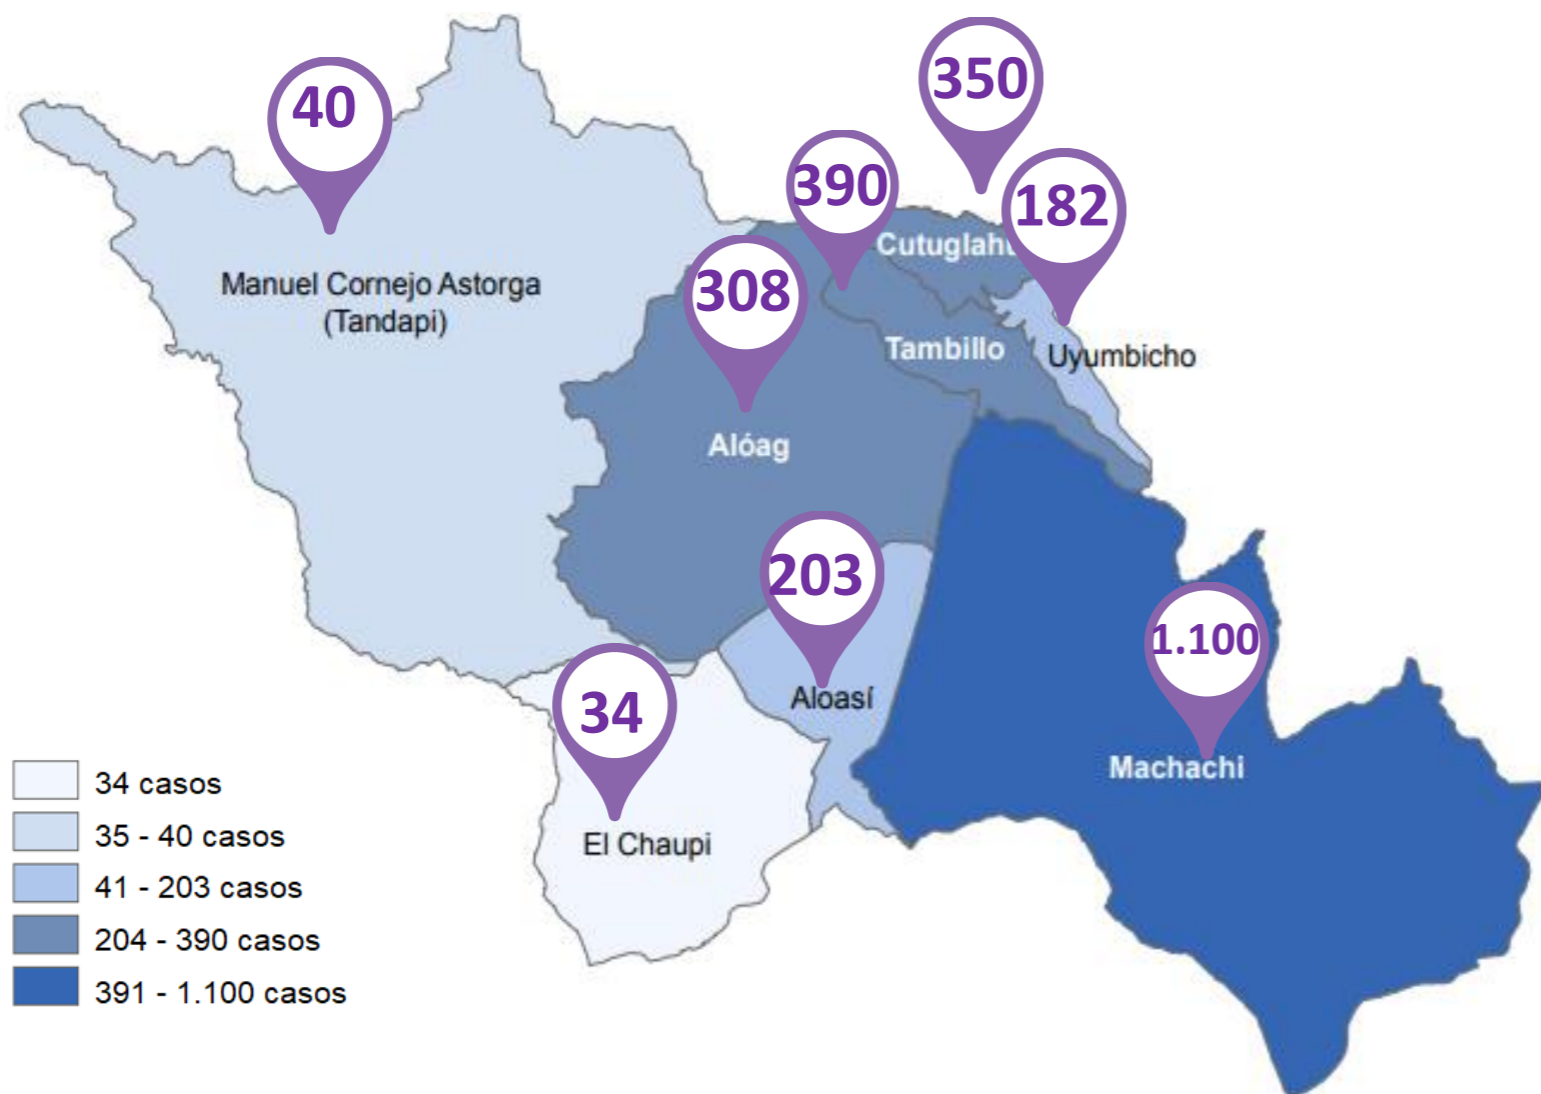 350
40
390
182
Cutuglahu
308
Manuel Cornejo Astorga
(Tandapi)
Tambillo
Uyumbicho
Alóag
203
1.100
34
Aloasí
Machachi
El Chaupi
34 casos
35 - 40 casos
41 - 203 casos
204 - 390 casos
391 - 1.100 casos